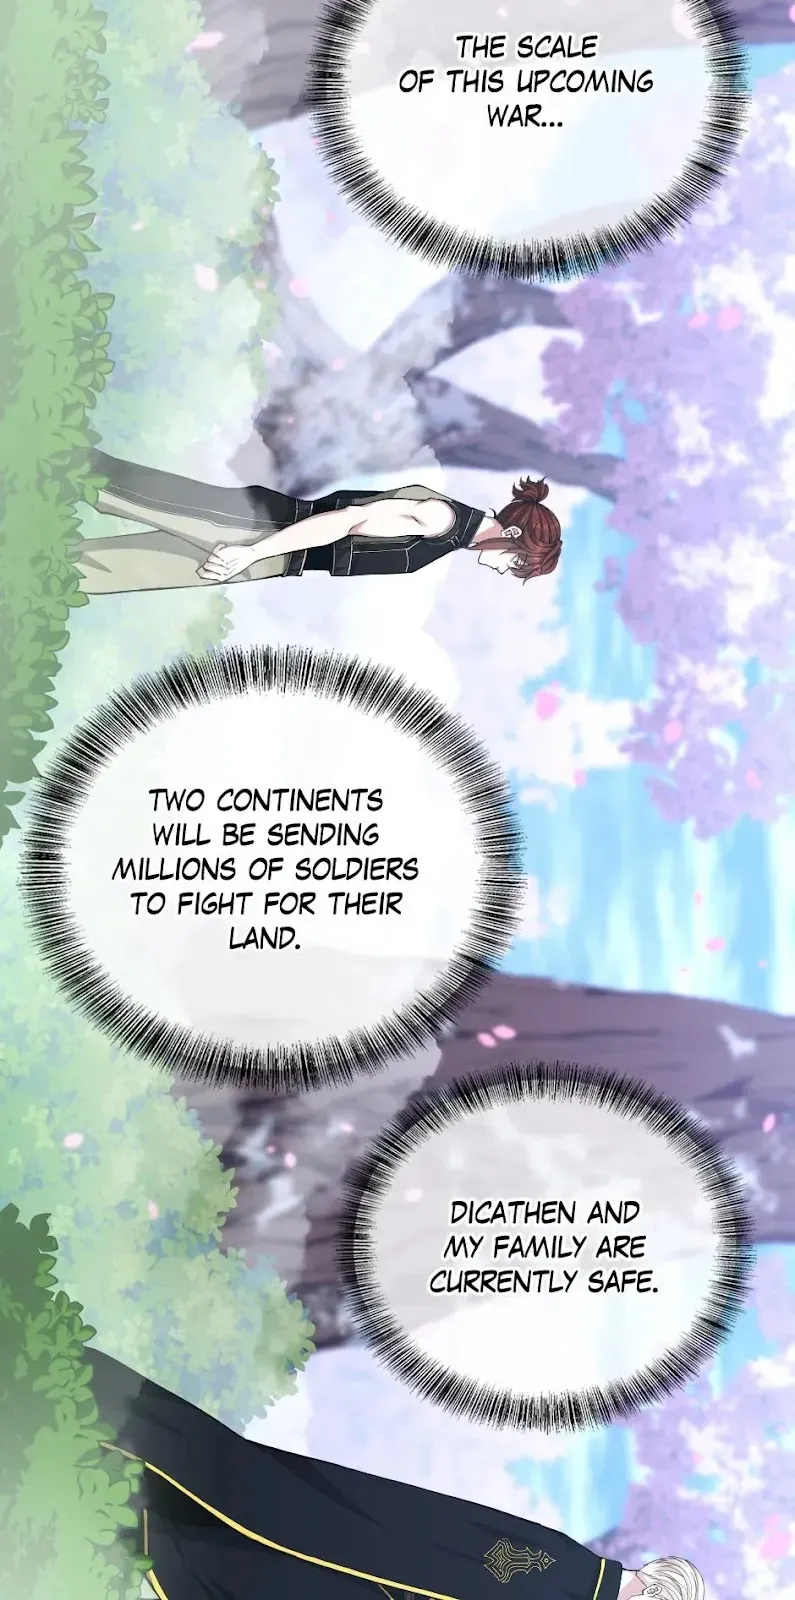 THE SCALE
OF THIS UPCOMING
WAR...
TWO CONTINENTS
WILL BE SENDING
MILLIONS OF SOLDIERS
TO FIGHT FOR THEIR
LAND.
DICATHEN AND
MY FAMILY ARE
CURRENTLY SAFE.